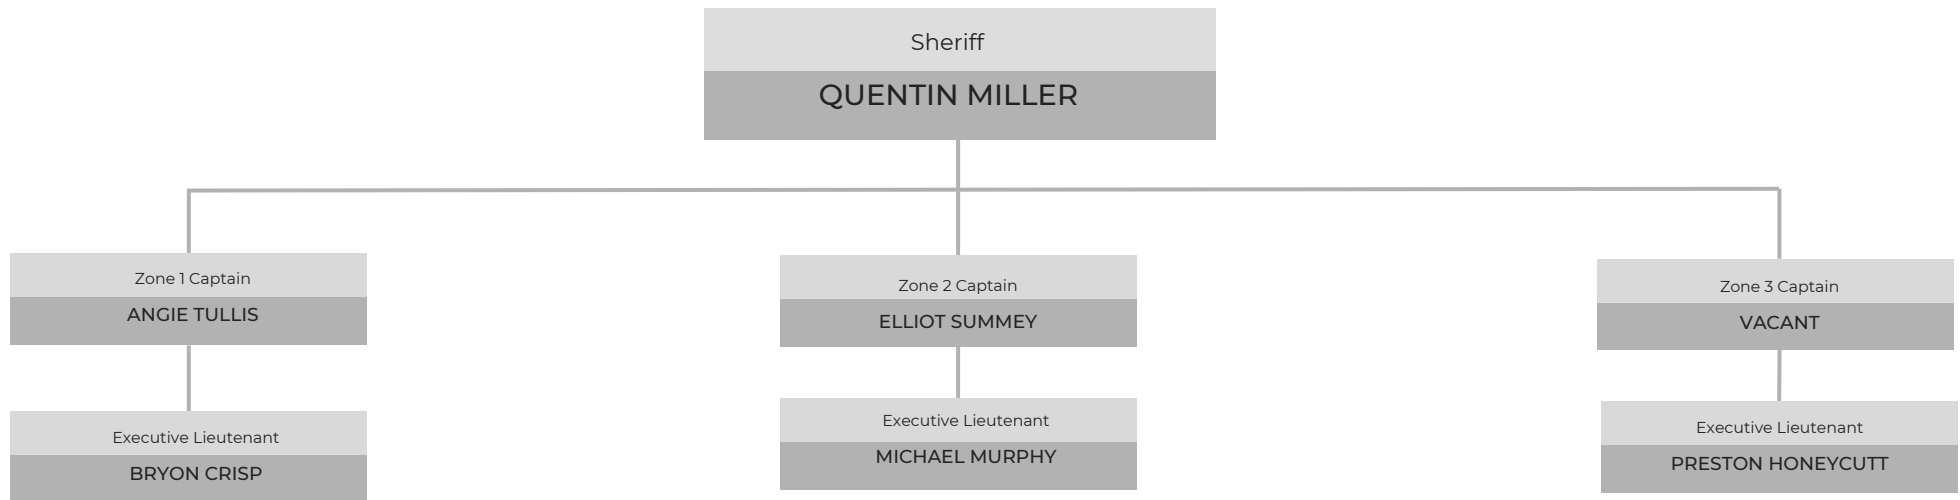 Sheriff
QUENTIN MILLER
Zone 1 Captain
ANGIE TULLIS
Zone 2 Captain
ELLIOT SUMMEY
Zone 3 Captain
VACANT
Executive Lieutenant
BRYON CRISP
Executive Lieutenant
MICHAEL MURPHY
Executive Lieutenant
PRESTON HONEYCUTT